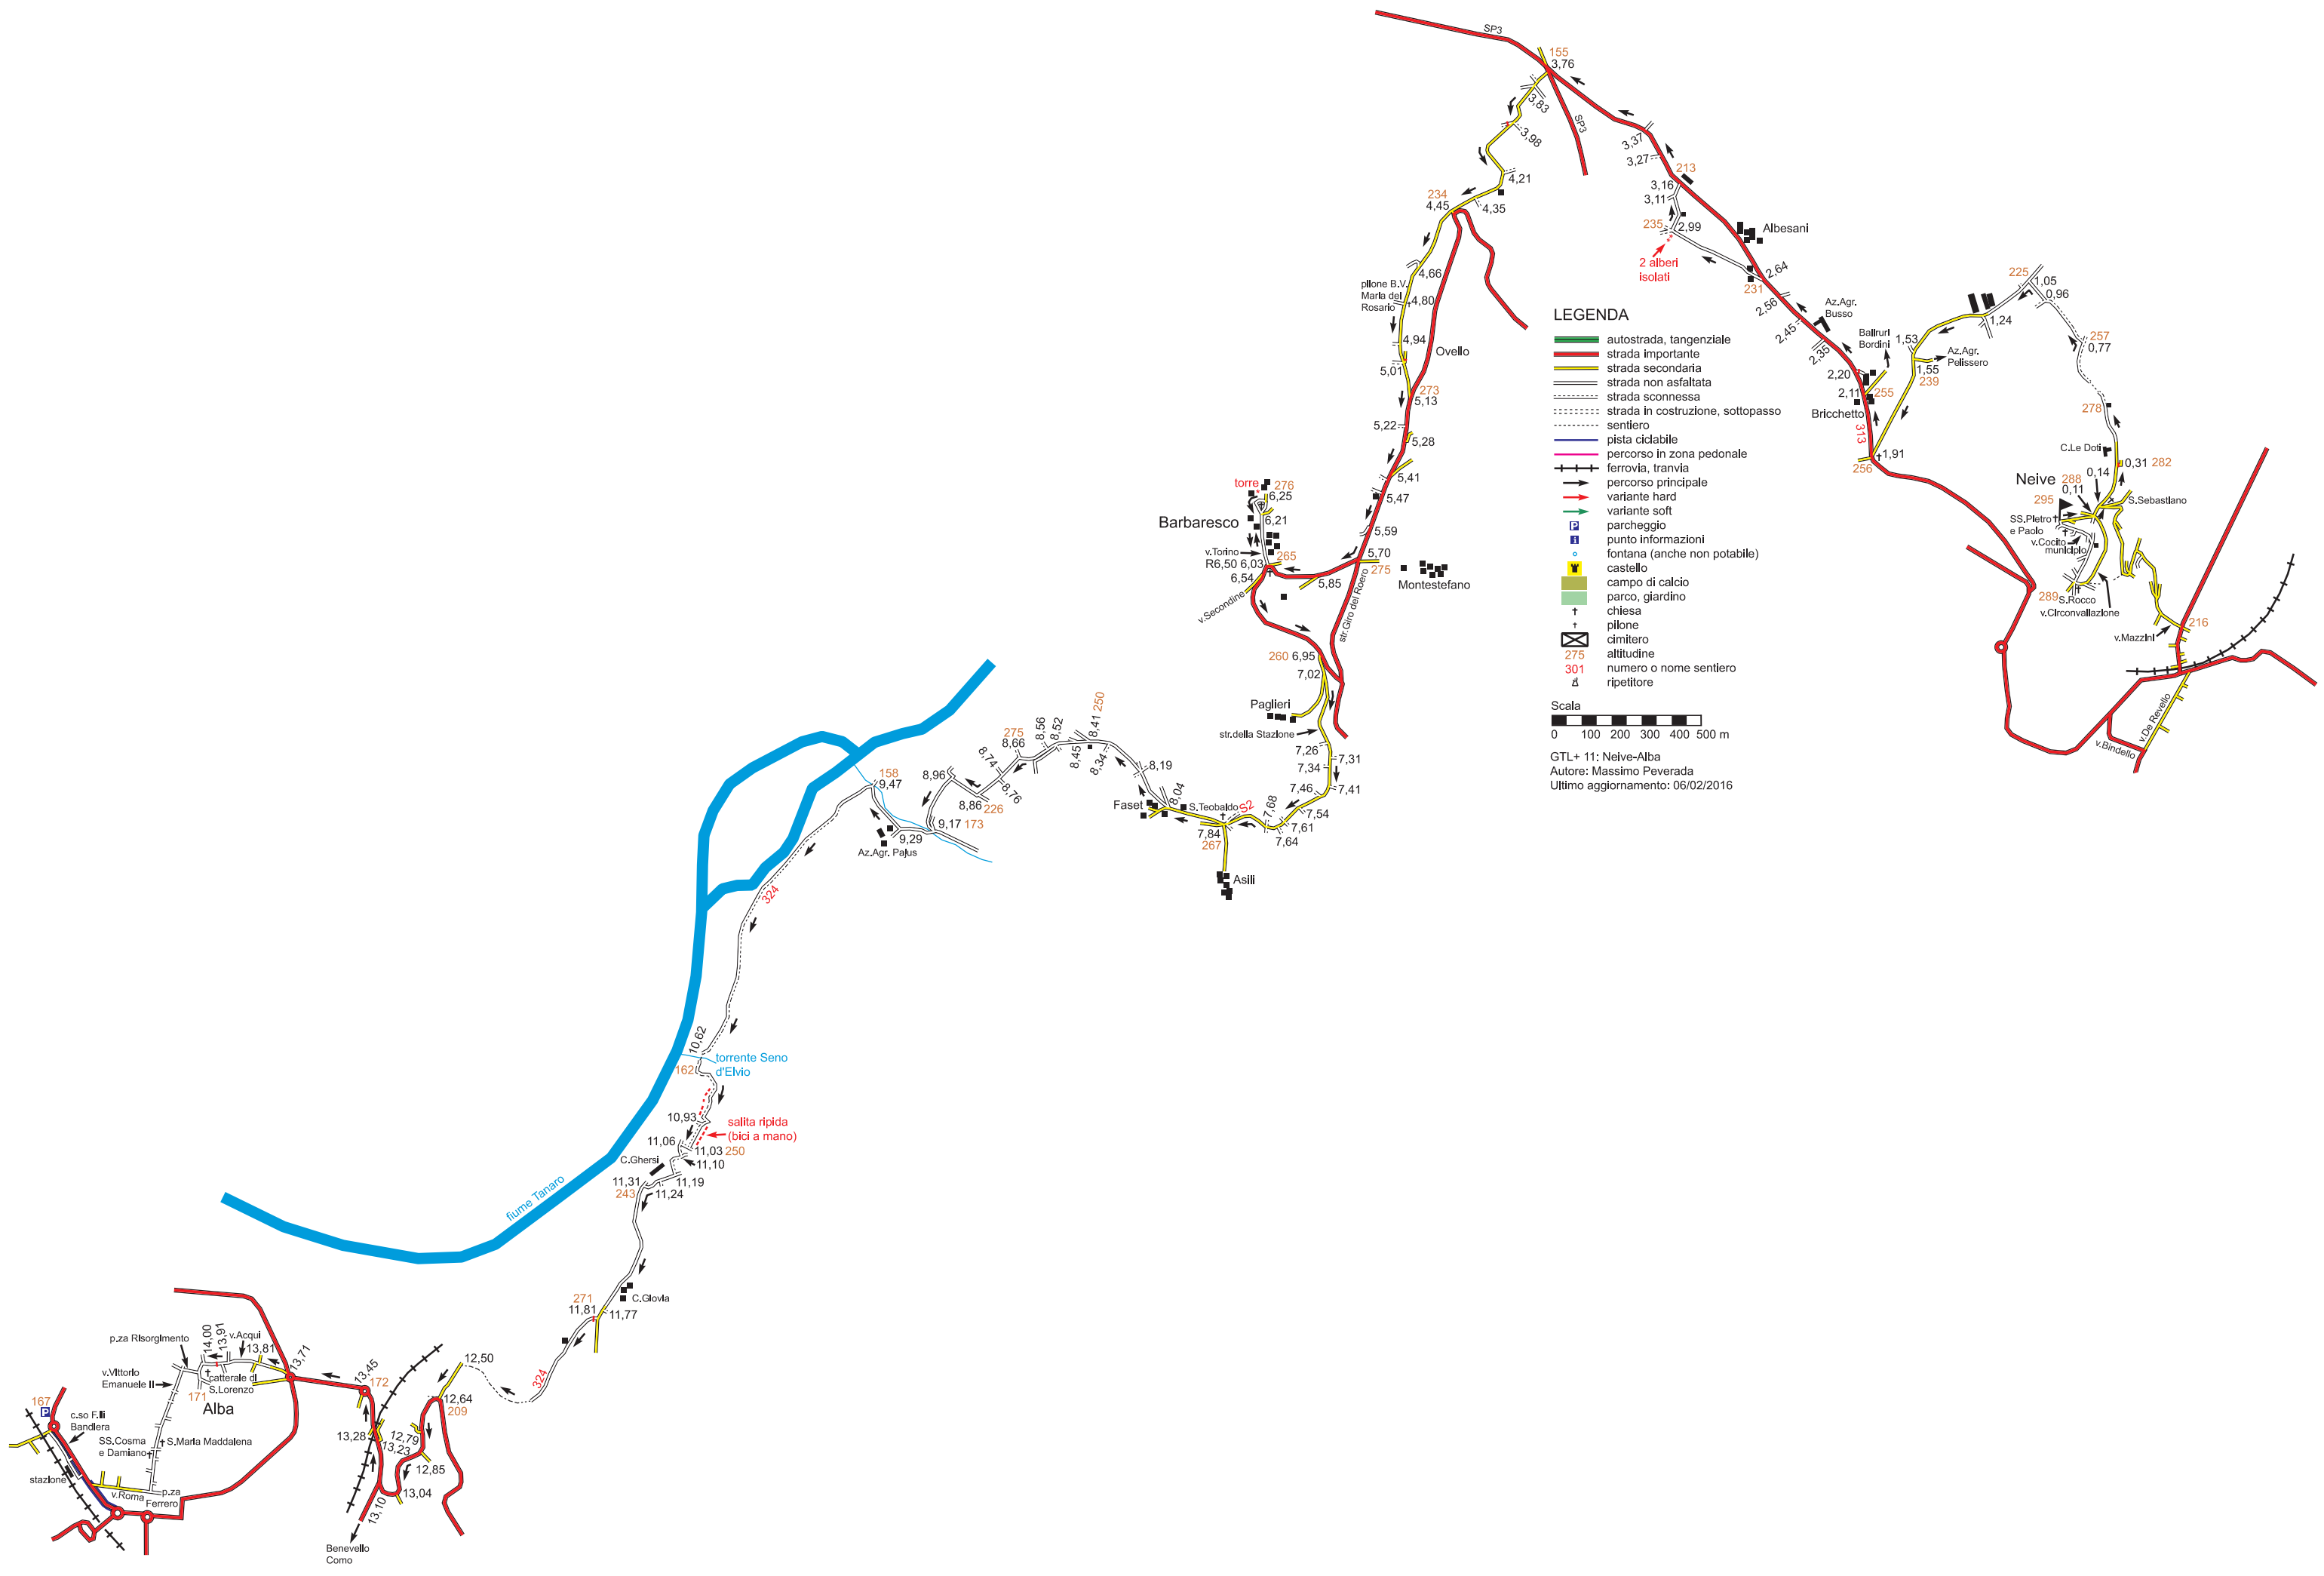 SP3
155
3,76
3,83
SP3
3,98
3,37
3,27
213
4,21
3,16
3,11
234
4,45
4,35
235
2,99
Albesani
2 alberi
isolati
2,64
231
4,66
pilone B.V.
Maria del
Rosario
4,80
2,56
Az.Agr.
Busso
2,45
2,35
225
1,05
0,96
1,24
257
0,77
Ballruri
Bordini
1,53
Az.Agr.
Pelissero
1,55
239
4,94
Ovello
5,01
273
5,13
2,20
2,11
255
Bricchetto
313
278
5,22
5,28
256
1,91
C.Le Doti
0,31
282
0,14
Neive
288
0,11
295
S.Sebastiano
SS.Pietro
e Paolo
v.Cocito
municipio
289
S.Rocco
v.Circonvallazione
v.Mazzini
216
v.De Revello
v.Bindello
5,41
5,47
torre
276
6,25
Barbaresco
6,21
5,59
v.Torino
265
R6,50
6,03
6,54
5,70
275
5,85
Montestefano
v.Secondine
str.Giro del Roero
260
6,95
7,02
Paglieri
str.della Stazione
7,26
7,31
7,34
7,46
7,41
7,54
7,61
7,64
7,68
S2
S.Teobaldo
7,84
267
Asili
Faset
8,04
8,19
8,34
8,41
250
8,45
8,52
8,56
275
8,66
8,74
8,76
8,86
226
8,96
9,17
173
9,29
Az.Agr. Pajus
158
9,47
LEGENDA
autostrada, tangenziale
strada importante
strada secondaria
strada non asfaltata
strada sconnessa
strada in costruzione, sottopasso
sentiero
pista ciclabile
percorso in zona pedonale
ferrovia, tranvia
percorso principale
variante hard
variante soft
P parcheggio
i punto informazioni
fontana (anche non potabile)
castello
campo di calcio
parco, giardino
chiesa
pilone
cimitero
275 altitudine
301 numero o nome sentiero
ripetitore
Scala
0 100 200 300 400 500 m
GTL+ 11: Neive-Alba
Autore: Massimo Peverada
Ultimo aggiornamento: 06/02/2016
324
10,62
torrente Seno
d'Elvio
162
10,93
salita ripida
(bici a mano)
11,06
11,03
250
C.Ghersi
11,10
11,19
11,31
243
11,24
fiume Tanaro
C.Giovia
271
11,81
11,77
324
12,50
12,64
209
12,79
12,85
13,04
13,10
Benevello
Como
13,23
13,28
13,45
172
13,71
13,81
v.Acqui
13,91
14,00
p.za Risorgimento
catterale di
S.Lorenzo
171
Alba
v.Vittorio
Emanuele II
167
P
c.so F.lli
Bandiera
SS.Cosma
e Damiano
S.Maria Maddalena
stazione
v.Roma
p.za
Ferrero